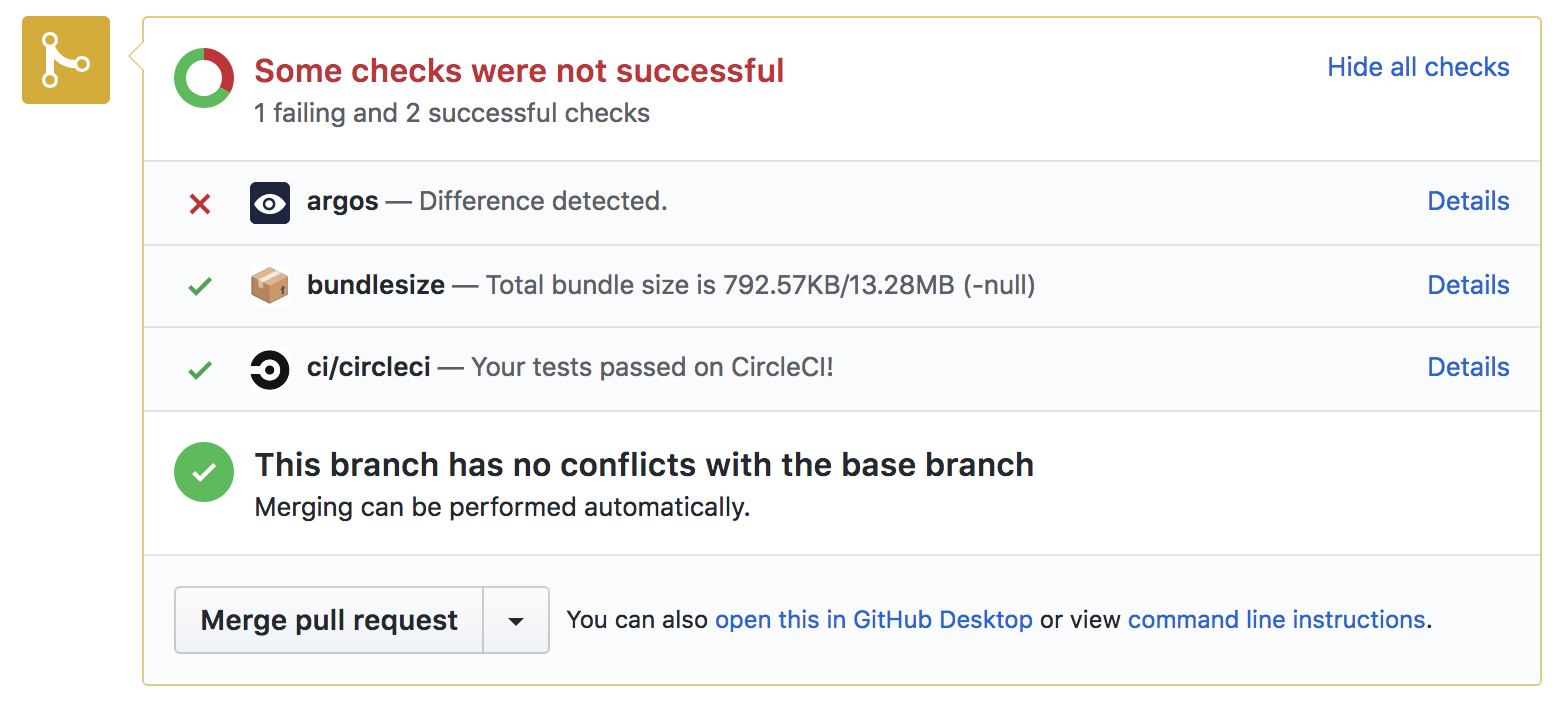 Some checks were not successful
Hide all checks
1 failing and 2 successful checks
argos — Difference detected.
Details
bundlesize — Total bundle size is 792.57KB/13.28MB (-null)
Details
ci/circleci — Your tests passed on CircleCI!
Details
This branch has no conflicts with the base branch
Merging can be performed automatically.
Merge pull request
You can also open this in GitHub Desktop or view command line instructions.